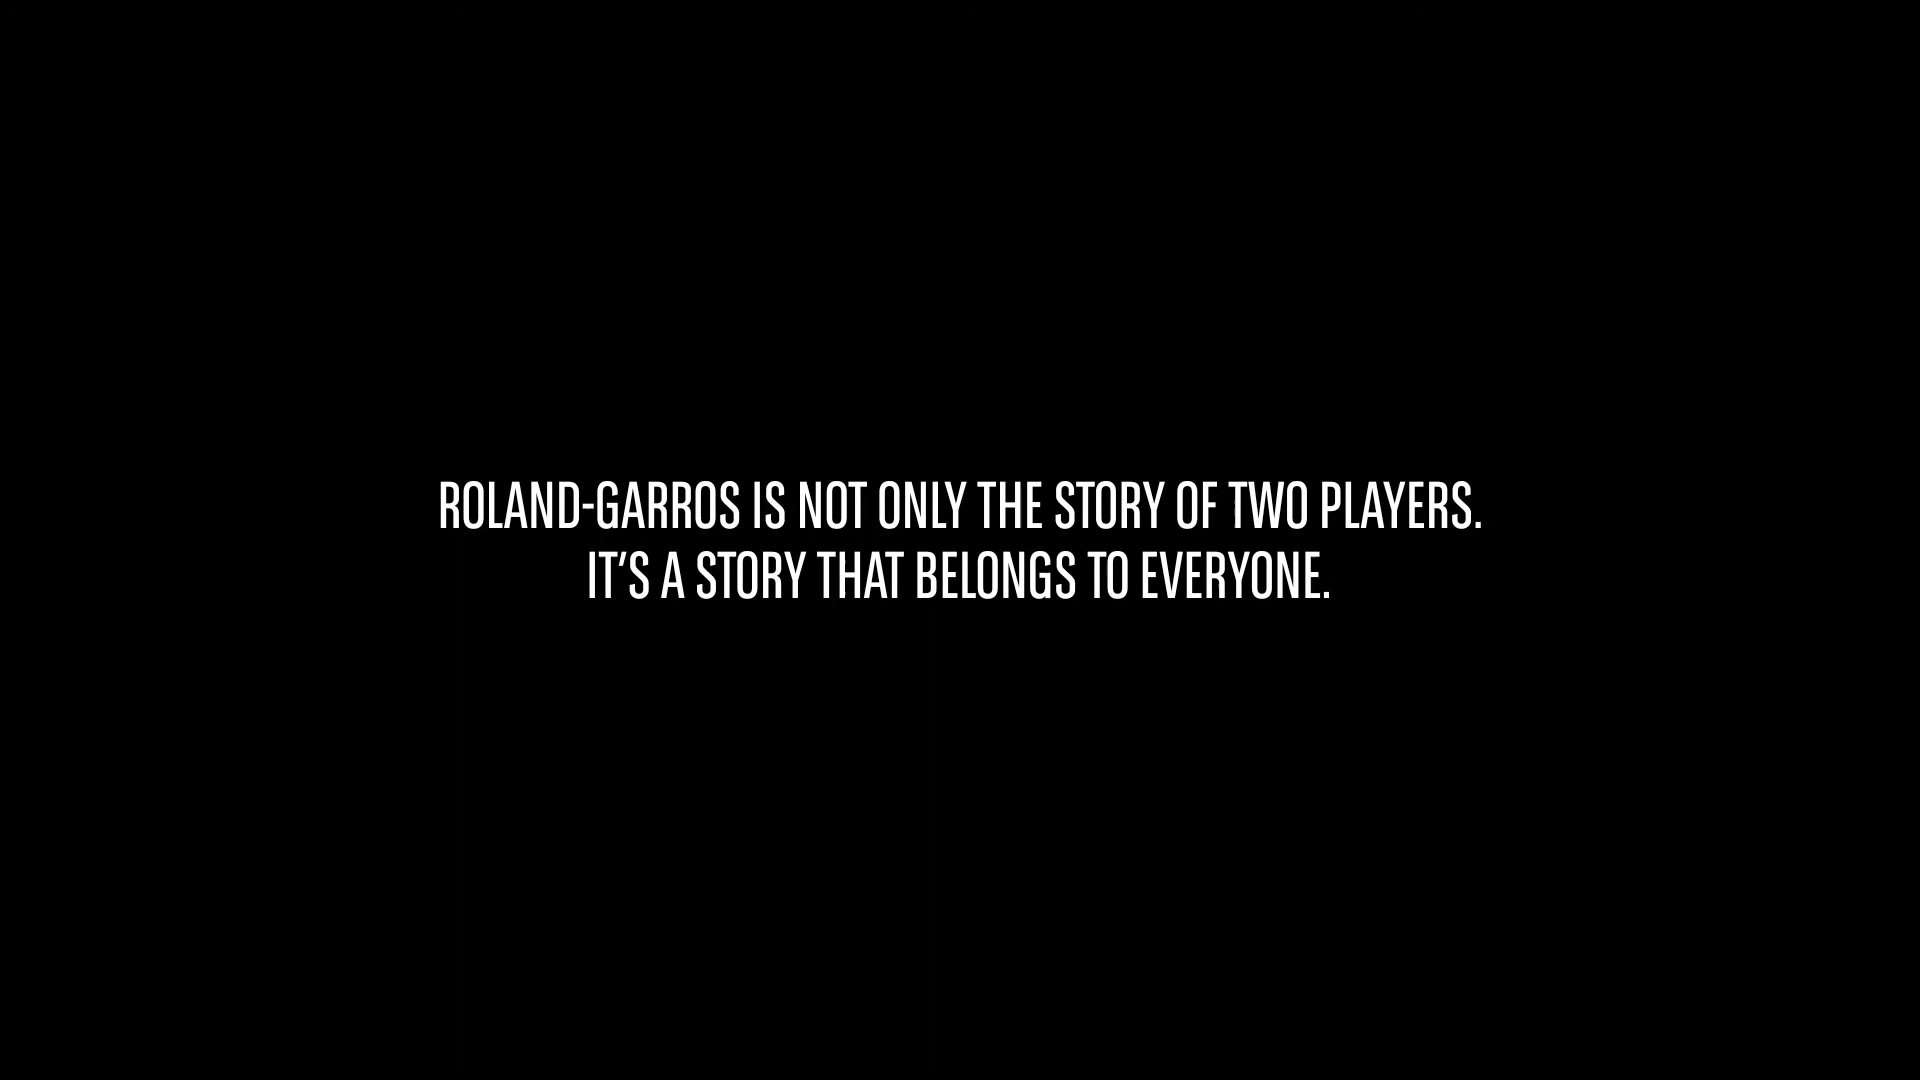 ROLAND-GARROS IS NOT ONLY THE STORY OF TWO PLAYERS.
IT’S A STORY THAT BELONGS TO EVERYONE.